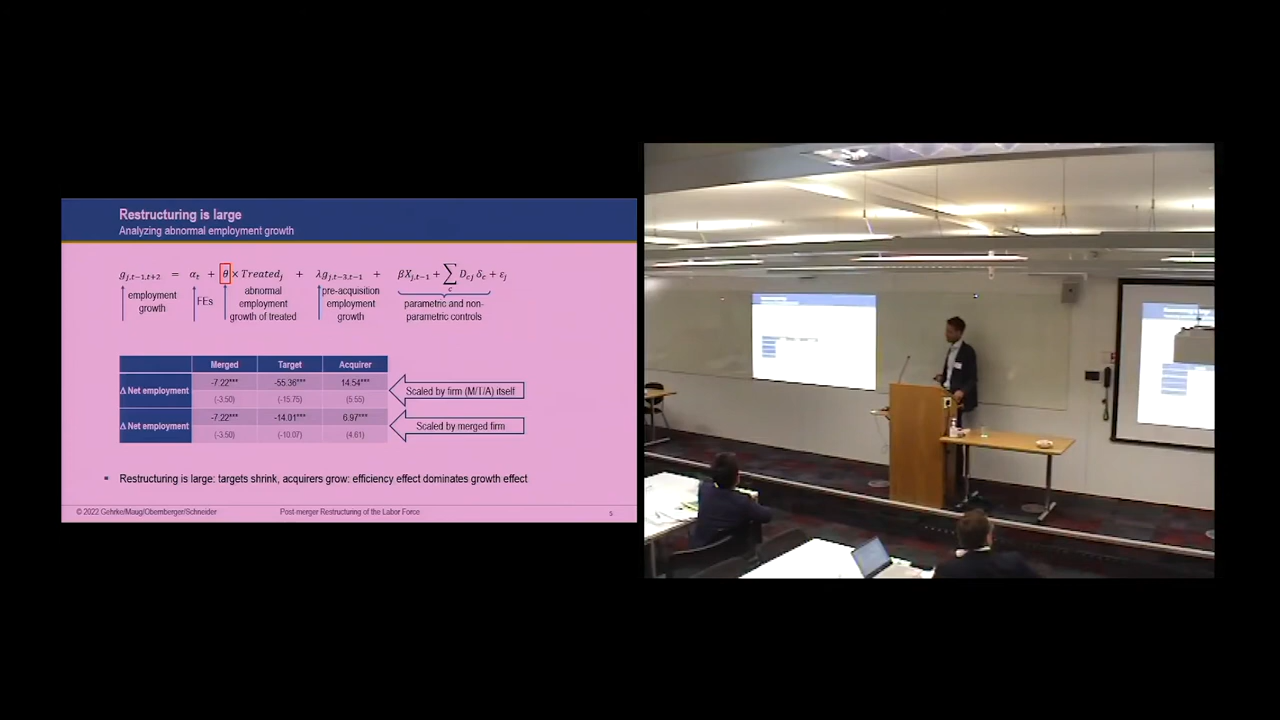 Restructuring is large
Analyzing abnormal employment growth
g_{j,t−1,t+2} = α_t + θ × Treated_j + λg_{j,t−3,t−1} + βX_{j,t−1} + ∑_c D_{cj} δ_c + ε_j
employment growth
FEs
abnormal employment growth of treated
pre-acquisition employment growth
parametric and non-parametric controls
Merged Target Acquirer
Δ Net employment -7.22*** -55.36*** 14.54***
(-3.50) (-15.75) (5.55)
Scaled by firm (M/T/A) itself
Δ Net employment -7.22*** -14.01*** 6.97***
(-3.50) (-10.07) (4.61)
Scaled by merged firm
▪ Restructuring is large: targets shrink, acquirers grow: efficiency effect dominates growth effect
© 2022 Gehrke/Maug/Obernberger/Schneider Post-merger Restructuring of the Labor Force 5